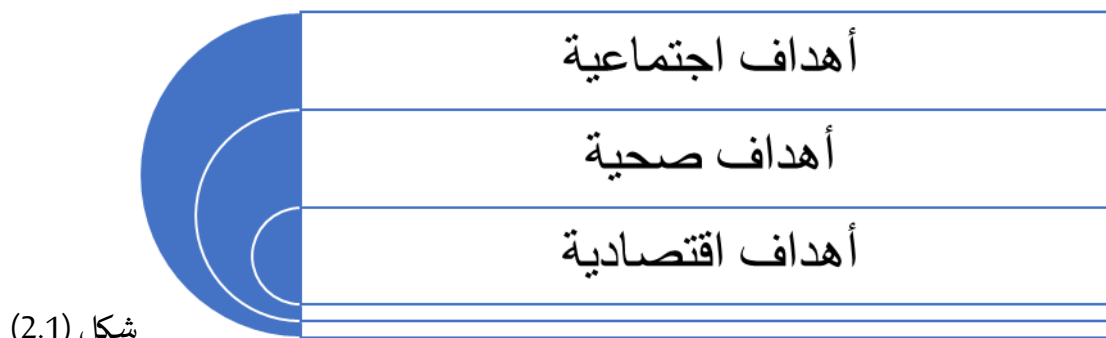 أهداف اجتماعية
أهداف صحية
أهداف اقتصادية
شكل (2.1)